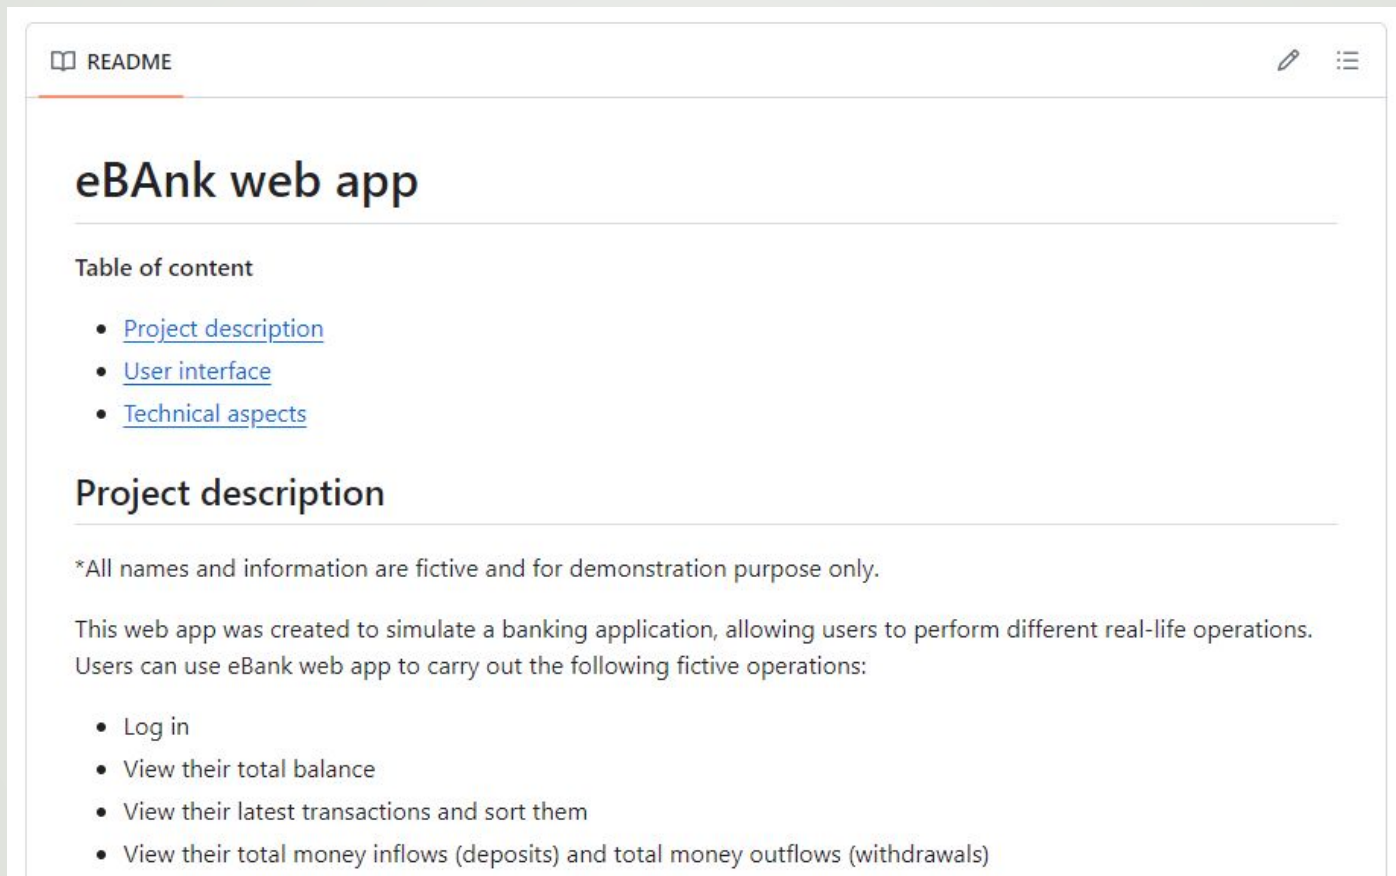 README
eBAnk web app
Table of content
Project description
User interface
Technical aspects
Project description
*All names and information are fictive and for demonstration purpose only.
This web app was created to simulate a banking application, allowing users to perform different real-life operations.
Users can use eBank web app to carry out the following fictive operations:
Log in
View their total balance
View their latest transactions and sort them
View their total money inflows (deposits) and total money outflows (withdrawals)